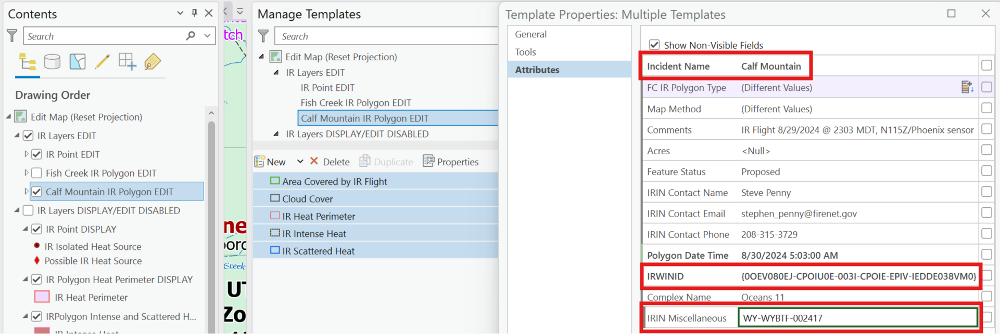 Contents
Search
Drawing Order
Edit Map (Reset Projection)
IR Layers EDIT
IR Point EDIT
Fish Creek IR Polygon EDIT
Calf Mountain IR Polygon EDIT
IR Layers DISPLAY/EDIT DISABLED
IR Point DISPLAY
IR Isolated Heat Source
Possible IR Heat Source
IR Polygon Heat Perimeter DISPLAY
IR Heat Perimeter
IRPolygon Intense and Scattered H...
IR Intense Heat
tch
ne
Creek
UT
Zo
Manage Templates
Search
Edit Map (Reset Projection)
IR Layers EDIT
IR Point EDIT
Fish Creek IR Polygon EDIT
Calf Mountain IR Polygon EDIT
IR Layers DISPLAY/EDIT DISABLED
New Delete Duplicate Properties
Area Covered by IR Flight
Cloud Cover
IR Heat Perimeter
IR Intense Heat
IR Scattered Heat
Template Properties: Multiple Templates
General
Tools
Attributes
Show Non-Visible Fields
Incident Name Calf Mountain
FC IR Polygon Type (Different Values)
Map Method (Different Values)
Comments IR Flight 8/29/2024 @ 2303 MDT, N115Z/Phoenix sensor
Acres <Null>
Feature Status Proposed
IRIN Contact Name Steve Penny
IRIN Contact Email stephen_penny@firenet.gov
IRIN Contact Phone 208-315-3729
Polygon Date Time 8/30/2024 5:03:00 AM
IRWINID {0OEV080EJ-CPOIU0E-003I-CPOIE-EPIV-IEDDE038VM0}
Complex Name Oceans 11
IRIN Miscellaneous WY-WYBTF-002417